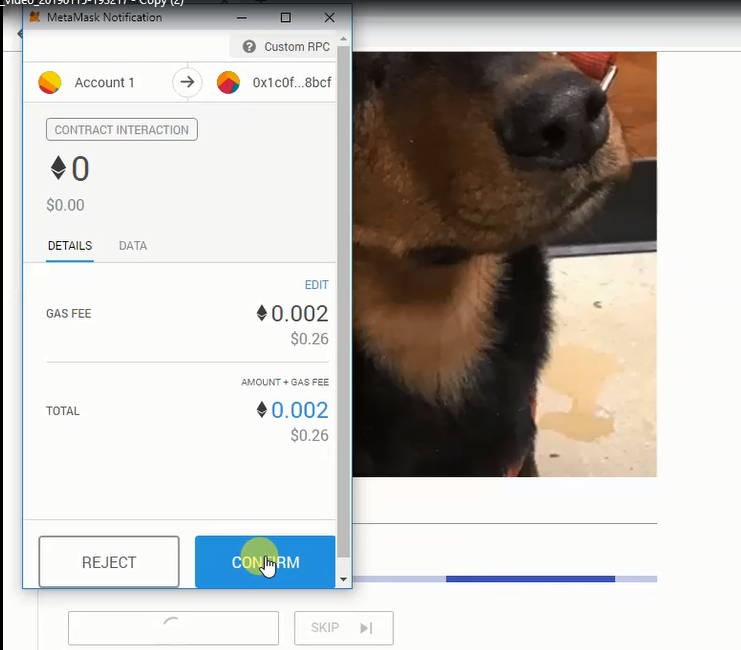 _video_20190115-193217 - Copy (2)
MetaMask Notification
Custom RPC
Account 1
0x1c0f...8bcf
CONTRACT INTERACTION
0
$0.00
DETAILS
DATA
EDIT
GAS FEE
0.002
$0.26
AMOUNT + GAS FEE
TOTAL
0.002
$0.26
REJECT
CONFIRM
SKIP